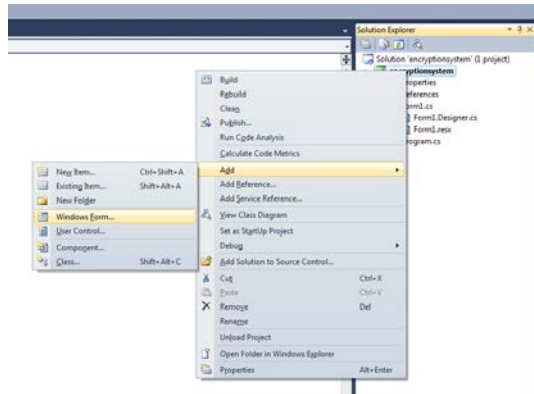 Solution Explorer
Solution 'encryptionsystem' (1 project)
encryptionsystem
roperties
eferences
orm1.cs
Form1.Designer.cs
Form1.resx
rogram.cs
Build
Rebuild
Clean
Publish...
Run Code Analysis
Calculate Code Metrics
Add
Add Reference...
Add Service Reference...
View Class Diagram
Set as StartUp Project
Debug
Add Solution to Source Control...
Cut Ctrl+X
Paste Ctrl+V
Remove Del
Rename
Unload Project
Open Folder in Windows Explorer
Properties Alt+Enter
New Item... Ctrl+Shift+A
Existing Item... Shift+Alt+A
New Folder
Windows Form...
User Control...
Component...
Class... Shift+Alt+C